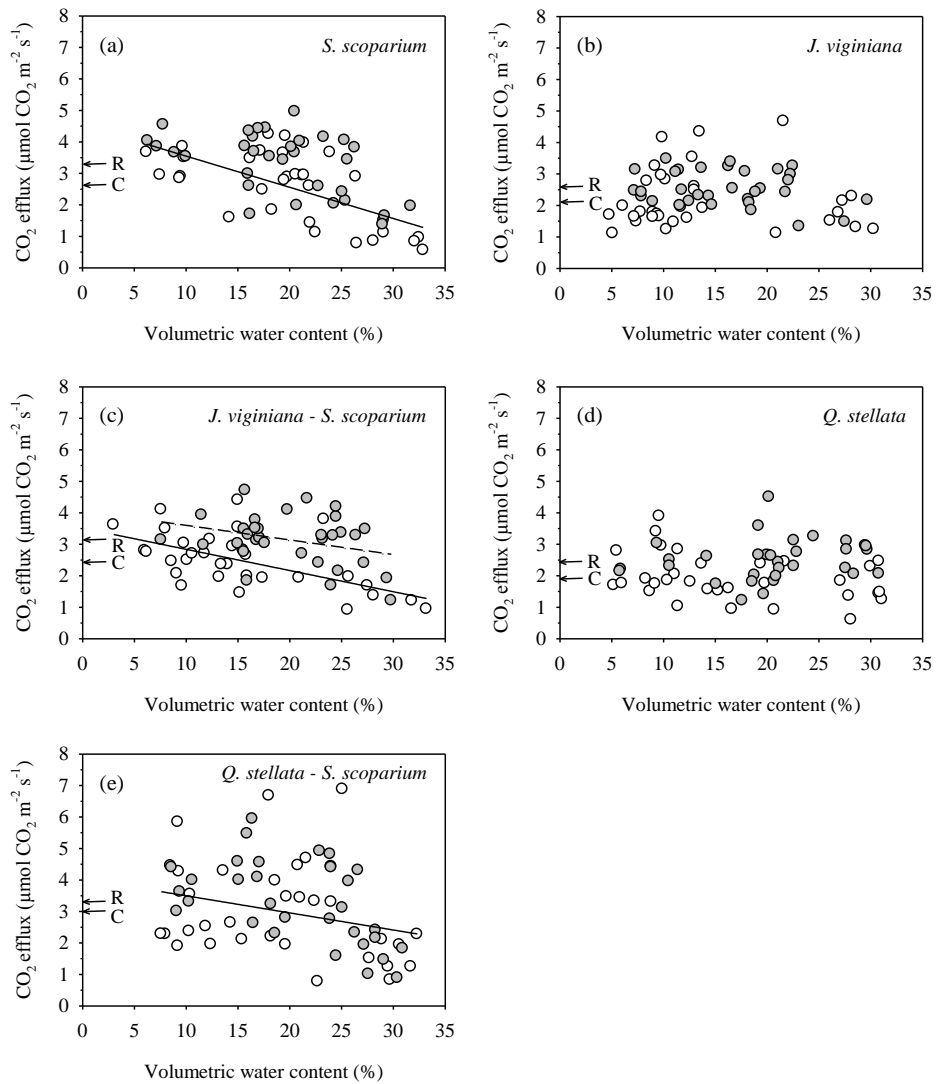 (a)
S. scoparium
CO2 efflux (µmol CO2 m-2 s-1)
8
7
6
5
4
3
2
1
0
R
C
0 5 10 15 20 25 30 35
Volumetric water content (%)
(b)
J. viginiana
CO2 efflux (µmol CO2 m-2 s-1)
8
7
6
5
4
3
2
1
0
R
C
0 5 10 15 20 25 30 35
Volumetric water content (%)
(c)
J. viginiana - S. scoparium
CO2 efflux (µmol CO2 m-2 s-1)
8
7
6
5
4
3
2
1
0
R
C
0 5 10 15 20 25 30 35
Volumetric water content (%)
(d)
Q. stellata
CO2 efflux (µmol CO2 m-2 s-1)
8
7
6
5
4
3
2
1
0
R
C
0 5 10 15 20 25 30 35
Volumetric water content (%)
(e)
Q. stellata - S. scoparium
CO2 efflux (µmol CO2 m-2 s-1)
8
7
6
5
4
3
2
1
0
R
C
0 5 10 15 20 25 30 35
Volumetric water content (%)